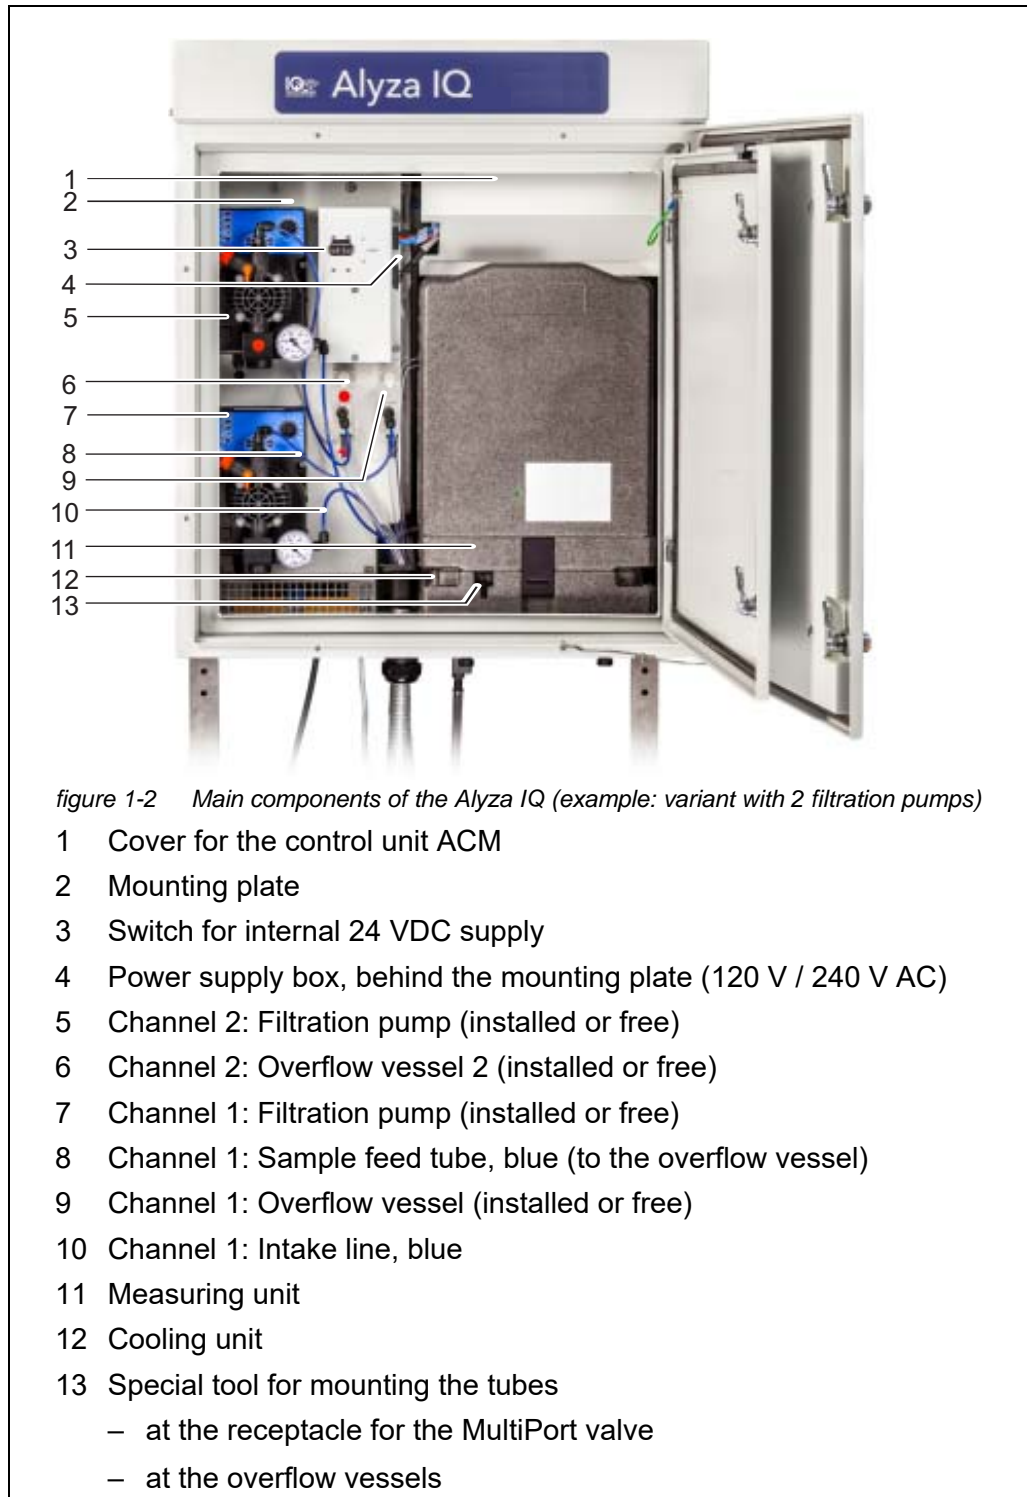 IQ Alyza IQ
1
2
3
4
5
6
7
8
9
10
11
12
13
figure 1-2 Main components of the Alyza IQ (example: variant with 2 filtration pumps)
1 Cover for the control unit ACM
2 Mounting plate
3 Switch for internal 24 VDC supply
4 Power supply box, behind the mounting plate (120 V / 240 V AC)
5 Channel 2: Filtration pump (installed or free)
6 Channel 2: Overflow vessel 2 (installed or free)
7 Channel 1: Filtration pump (installed or free)
8 Channel 1: Sample feed tube, blue (to the overflow vessel)
9 Channel 1: Overflow vessel (installed or free)
10 Channel 1: Intake line, blue
11 Measuring unit
12 Cooling unit
13 Special tool for mounting the tubes
– at the receptacle for the MultiPort valve
– at the overflow vessels